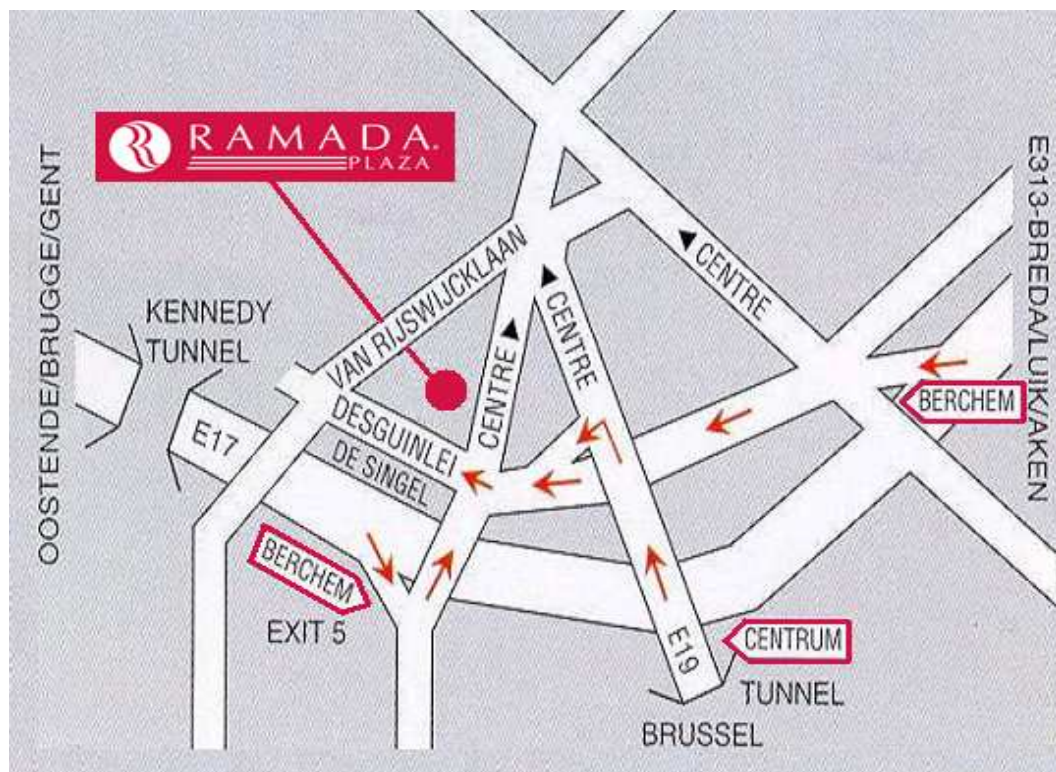 RAMADA.
PLAZA
OOSTENDE/BRUGGE/GENT
E313-BREDA/LUIK/AKEN
KENNEDY
TUNNEL
VAN RIJSWIJCKLAAN
CENTRE
CENTRE
CENTRE
DESGUINLEI
DE SINGEL
E17
BERCHEM
BERCHEM
EXIT 5
E19
CENTRUM
TUNNEL
BRUSSEL